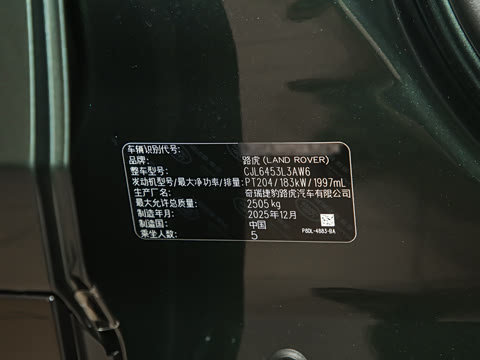 车辆识别代号:
品牌: 路虎 (LAND ROVER)
整车型号: CJL6453L3AW6
发动机型号/最大净功率/排量: PT204/183kW/1997mL
生产厂名: 奇瑞捷豹路虎汽车有限公司
最大允许总质量: 2505kg
制造年月: 2025年12月
制造国: 中国
乘坐人数: 5
P8DL-4883-BA